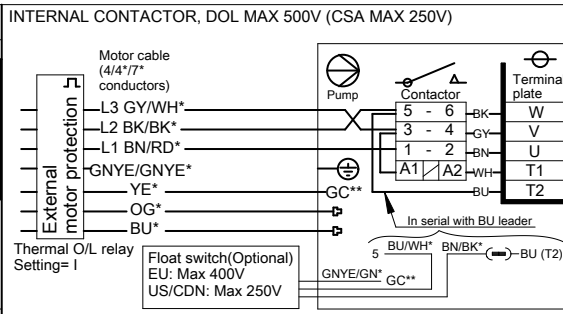 INTERNAL CONTACTOR, DOL MAX 500V (CSA MAX 250V)
Motor cable
(4/4*/7*
conductors)
External
motor protection
L3 GY/WH*
L2 BK/BK*
L1 BN/RD*
GNYE/GNYE*
YE*
OG*
BU*
GC**
Thermal O/L relay
Setting= I
Pump
Contactor
5 - 6
3 - 4
1 - 2
A1 A2
BK
GY
BN
WH
BU
Termina
plate
W
V
U
T1
T2
In serial with BU leader
5 BU/WH* BN/BK* BU (T2)
GNYE/GN* GC**
Float switch(Optional)
EU: Max 400V
US/CDN: Max 250V